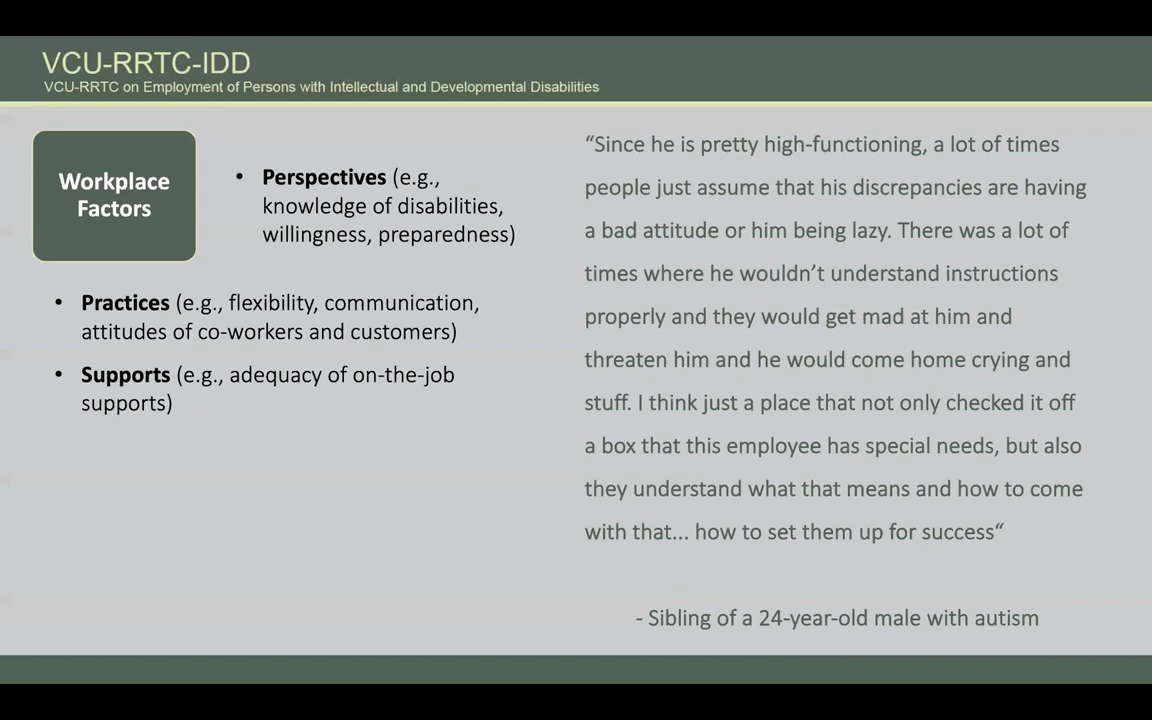 VCU-RRTC-IDD
VCU-RRTC on Employment of Persons with Intellectual and Developmental Disabilities
Workplace
Factors
• Perspectives (e.g.,
knowledge of disabilities,
willingness, preparedness)
• Practices (e.g., flexibility, communication,
attitudes of co-workers and customers)
• Supports (e.g., adequacy of on-the-job
supports)
“Since he is pretty high-functioning, a lot of times
people just assume that his discrepancies are having
a bad attitude or him being lazy. There was a lot of
times where he wouldn’t understand instructions
properly and they would get mad at him and
threaten him and he would come home crying and
stuff. I think just a place that not only checked it off
a box that this employee has special needs, but also
they understand what that means and how to come
with that... how to set them up for success“
- Sibling of a 24-year-old male with autism